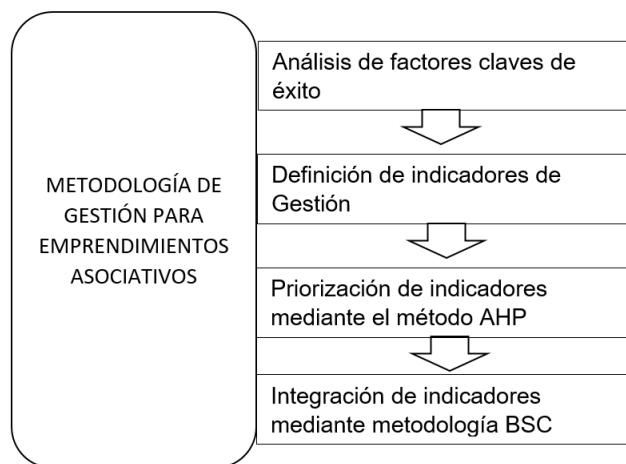 METODOLOGÍA DE
GESTIÓN PARA
EMPRENDIMIENTOS
ASOCIATIVOS
Análisis de factores claves de
éxito
Definición de indicadores de
Gestión
Priorización de indicadores
mediante el método AHP
Integración de indicadores
mediante metodología BSC